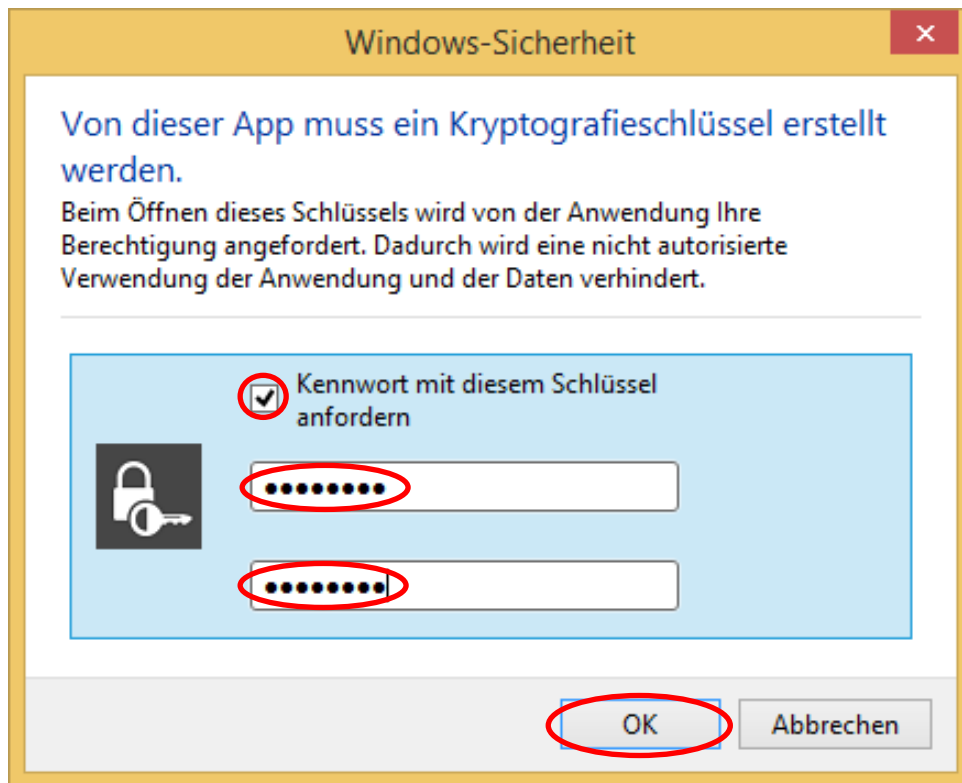 Windows-Sicherheit
Von dieser App muss ein Kryptografieschlüssel erstellt
werden.
Beim Öffnen dieses Schlüssels wird von der Anwendung Ihre
Berechtigung angefordert. Dadurch wird eine nicht autorisierte
Verwendung der Anwendung und der Daten verhindert.
Kennwort mit diesem Schlüssel
anfordern
●●●●●●●●
●●●●●●●●
OK Abbrechen